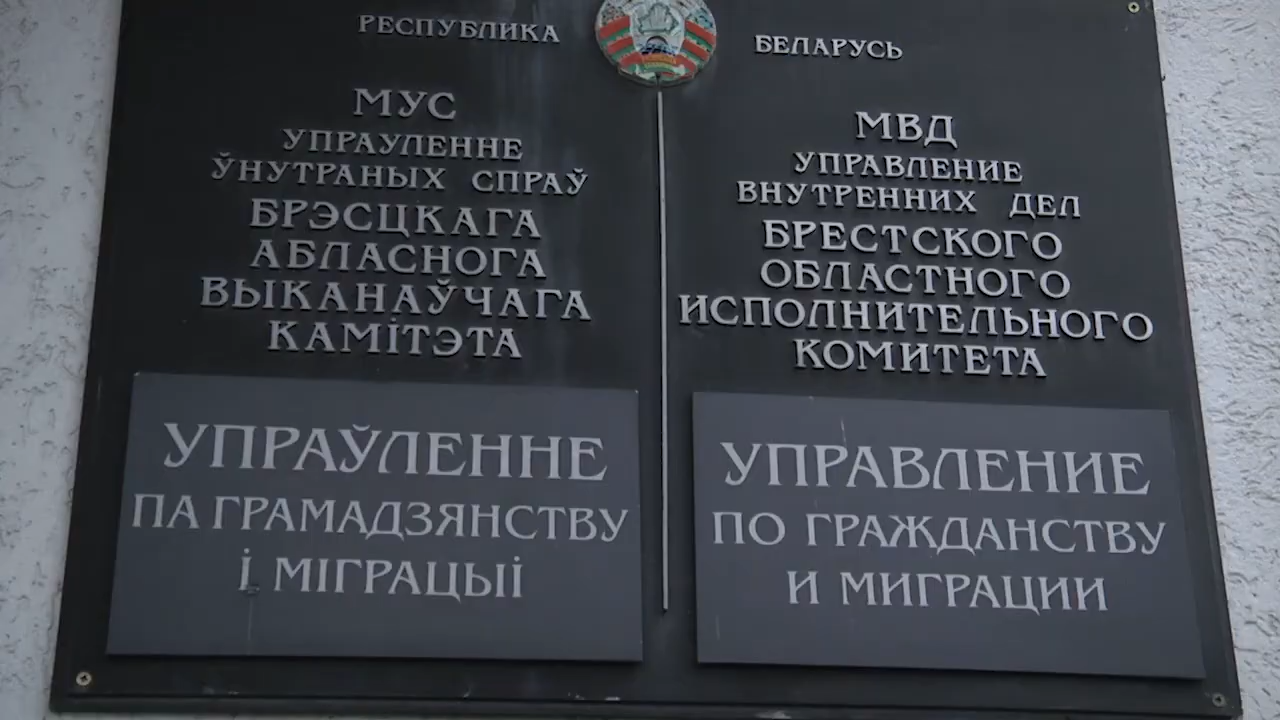 РЕСПУБЛИКА БЕЛАРУСЬ
МУС
УПРАУЛЕННЕ
ЎНУТРАНЫХ СПРАЎ
БРЭСЦКАГА
АБЛАСНОГА
ВЫКАНАЎЧАГА
КАМІТЭТА
УПРАЎЛЕННЕ
ПА ГРАМАДЗЯНСТВУ
І МІГРАЦЫІ
МВД
УПРАВЛЕНИЕ
ВНУТРЕННИХ ДЕЛ
БРЕСТСКОГО
ОБЛАСТНОГО
ИСПОЛНИТЕЛЬНОГО
КОМИТЕТА
УПРАВЛЕНИЕ
ПО ГРАЖДАНСТВУ
И МИГРАЦИИ